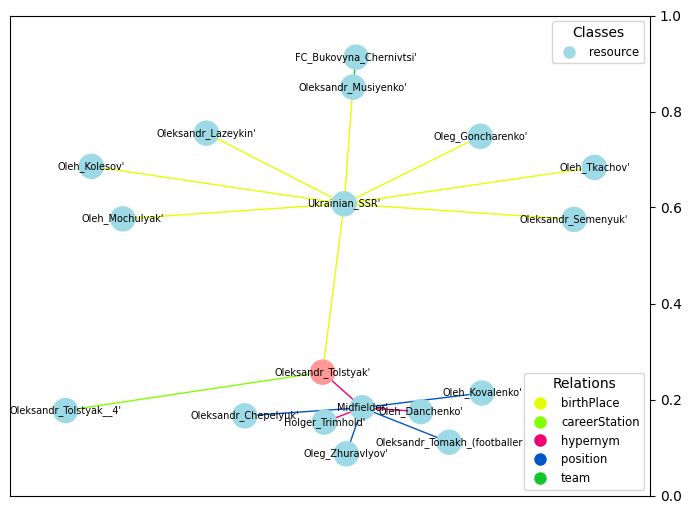 1.0
Classes
resource
FC_Bukovyna_Chernivtsi'
Oleksandr_Musiyenko'
0.8
Oleksandr_Lazeykin'
Oleg_Goncharenko'
Oleh_Kolesov'
Oleh_Tkachov'
Ukrainian_SSR'
0.6
Oleh_Mochulyak'
Oleksandr_Semenyuk'
0.4
Oleksandr_Tolstyak'
Relations
birthPlace
careerStation
hypernym
position
team
Oleh_Kovalenko'
0.2
Oleksandr_Tolstyak__4'
Oleksandr_Chepelyuk'
Midfielder'
Oleh_Danchenko'
Holger_Trimhold'
Oleksandr_Tomakh_(footballer
Oleg_Zhuravlyov'
0.0